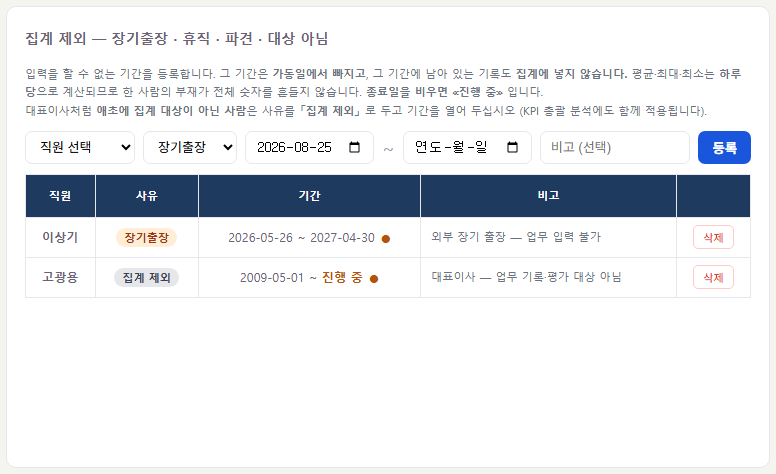 집계 제외 — 장기출장 · 휴직 · 파견 · 대상 아님
입력을 할 수 없는 기간을 등록합니다. 그 기간은 가동일에서 빠지고, 그 기간에 남아 있는 기록도 집계에 넣지 않습니다. 평균·최대·최소는 하루
당으로 계산되므로 한 사람의 부재가 전체 숫자를 흔들지 않습니다. 종료일을 비우면 «진행 중» 입니다.
대표이사처럼 애초에 집계 대상이 아닌 사람은 사유를 「집계 제외」 로 두고 기간을 열어 두십시오 (KPI 총괄 분석에도 함께 적용됩니다).
직원 선택 장기출장 2026-08-25 ~ 연도-월-일 비고 (선택) 등록
직원 사유 기간 비고
이상기 장기출장 2026-05-26 ~ 2027-04-30 ● 외부 장기 출장 — 업무 입력 불가 삭제
고광용 집계 제외 2009-05-01 ~ 진행 중 ● 대표이사 — 업무 기록·평가 대상 아님 삭제